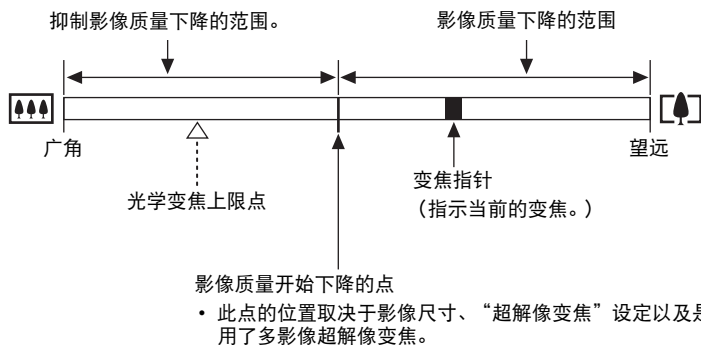 抑制影像质量下降的范围。
影像质量下降的范围
广角
望远
光学变焦上限点
变焦指针
（指示当前的变焦。）
影像质量开始下降的点
• 此点的位置取决于影像尺寸、“超解像变焦”设定以及是
用了多影像超解像变焦。